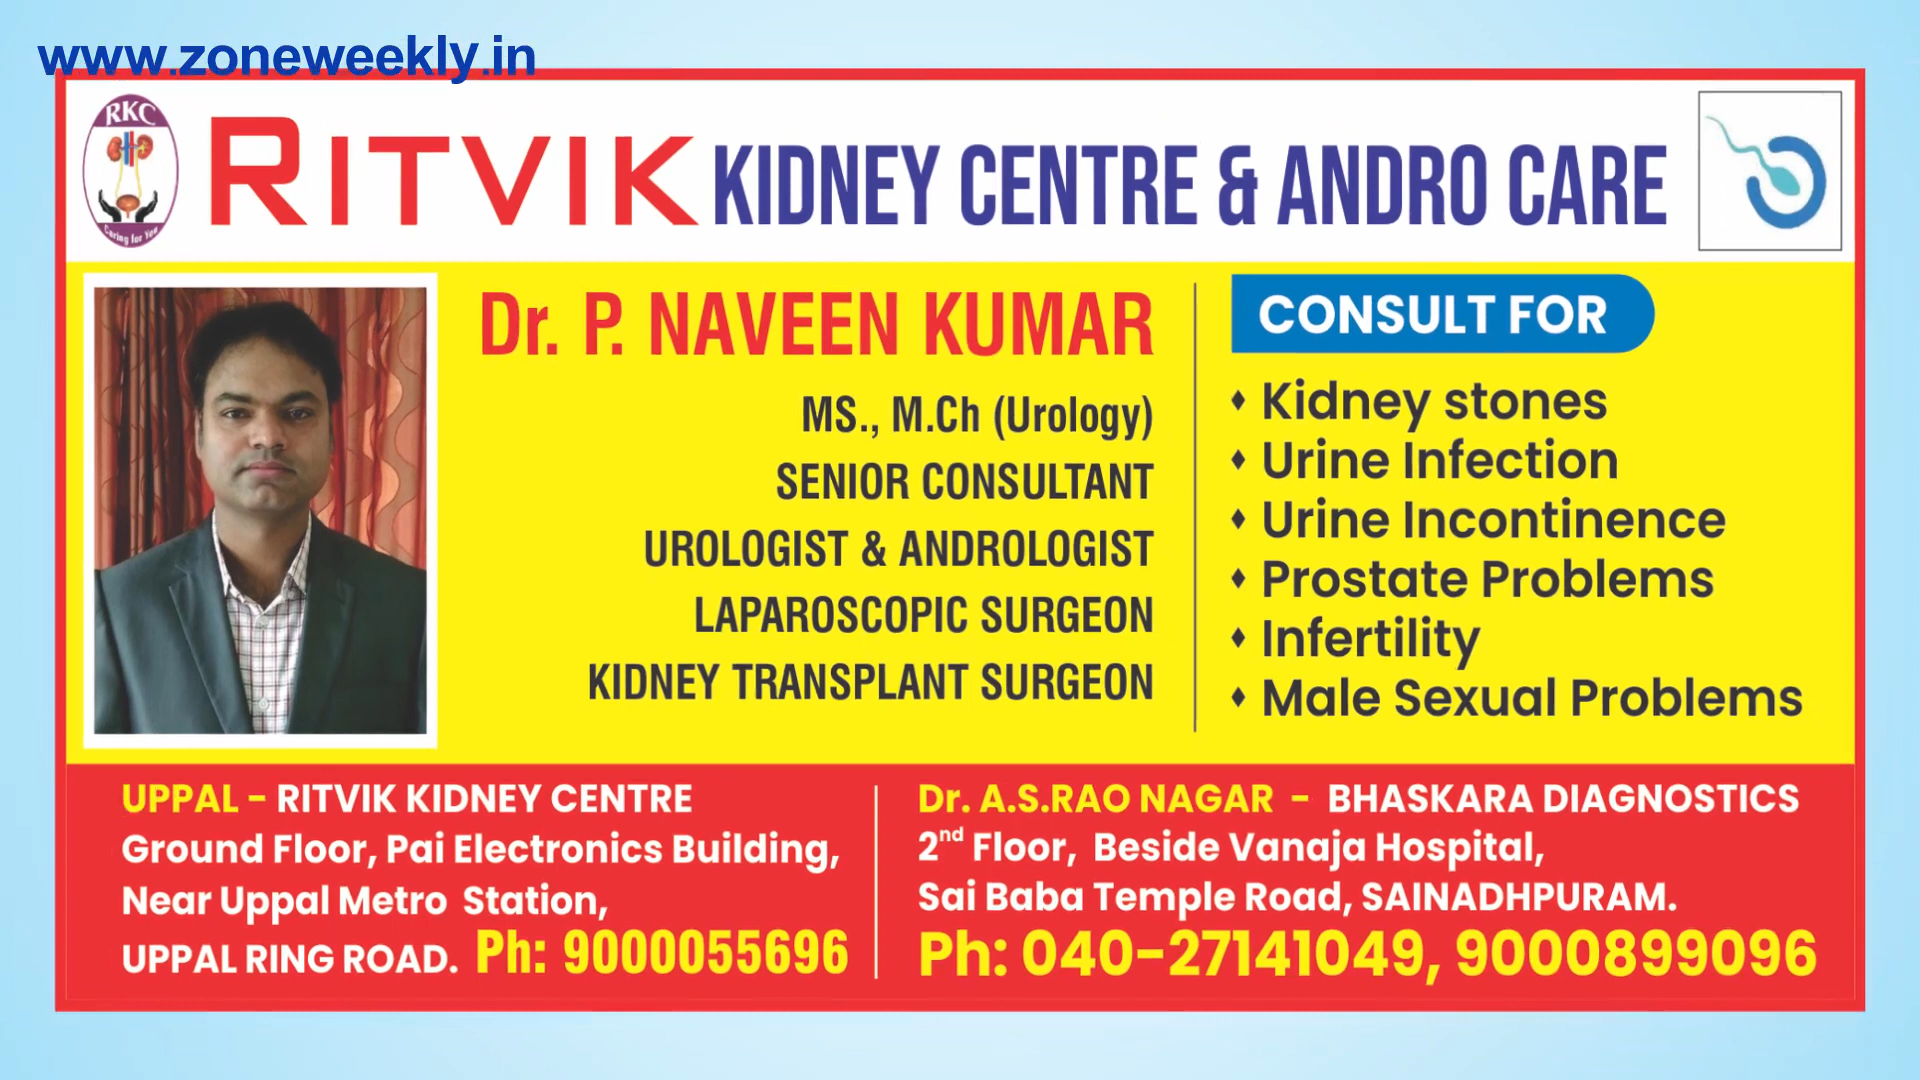 www.zoneweekly.in
RKC
Caring for You
RITVIK KIDNEY CENTRE & ANDRO CARE
Dr. P. NAVEEN KUMAR
MS., M.Ch (Urology)
SENIOR CONSULTANT
UROLOGIST & ANDROLOGIST
LAPAROSCOPIC SURGEON
KIDNEY TRANSPLANT SURGEON
CONSULT FOR
Kidney stones
Urine Infection
Urine Incontinence
Prostate Problems
Infertility
Male Sexual Problems
UPPAL - RITVIK KIDNEY CENTRE
Ground Floor, Pai Electronics Building,
Near Uppal Metro Station,
UPPAL RING ROAD. Ph: 9000055696
Dr. A.S.RAO NAGAR - BHASKARA DIAGNOSTICS
2nd Floor, Beside Vanaja Hospital,
Sai Baba Temple Road, SAINADHPURAM.
Ph: 040-27141049, 9000899096